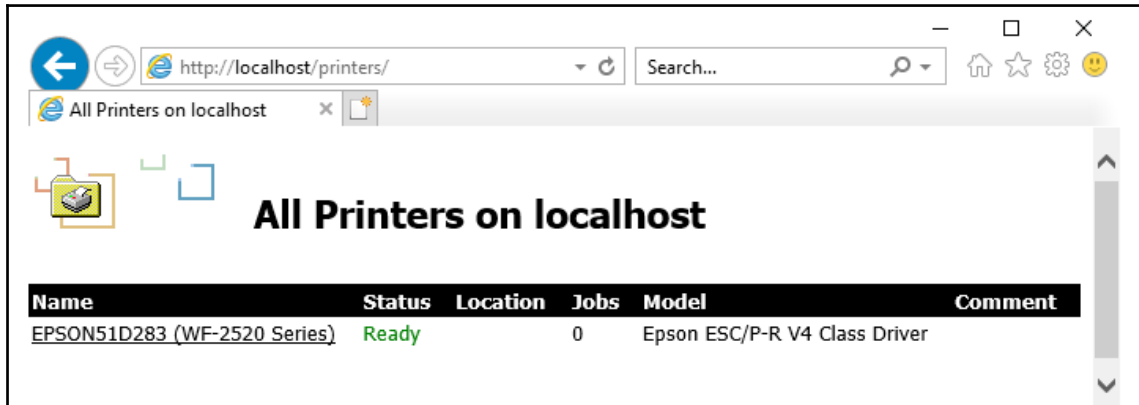 http://localhost/printers/
Search...
All Printers on localhost
All Printers on localhost
Name Status Location Jobs Model Comment
EPSON51D283 (WF-2520 Series) Ready 0 Epson ESC/P-R V4 Class Driver